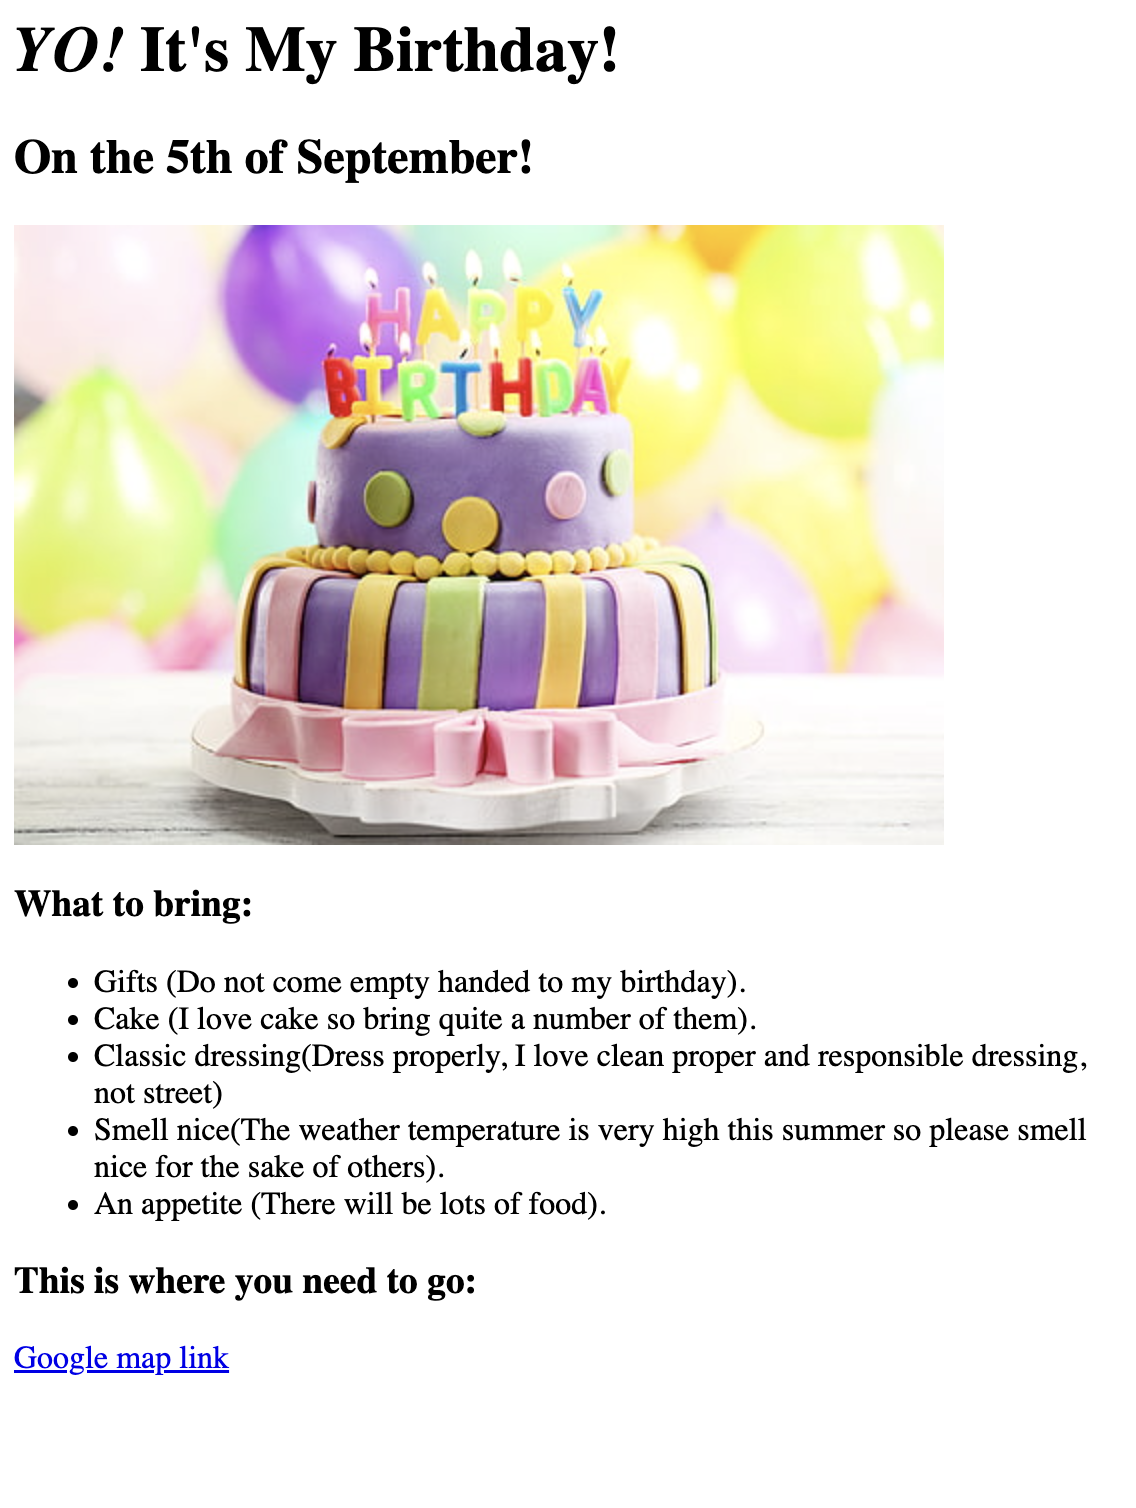 YO! It's My Birthday!
On the 5th of September!
HAPPY
BIRTHDAY
What to bring:
• Gifts (Do not come empty handed to my birthday).
• Cake (I love cake so bring quite a number of them).
• Classic dressing(Dress properly, I love clean proper and responsible dressing,
not street)
• Smell nice(The weather temperature is very high this summer so please smell
nice for the sake of others).
• An appetite (There will be lots of food).
This is where you need to go:
Google map link